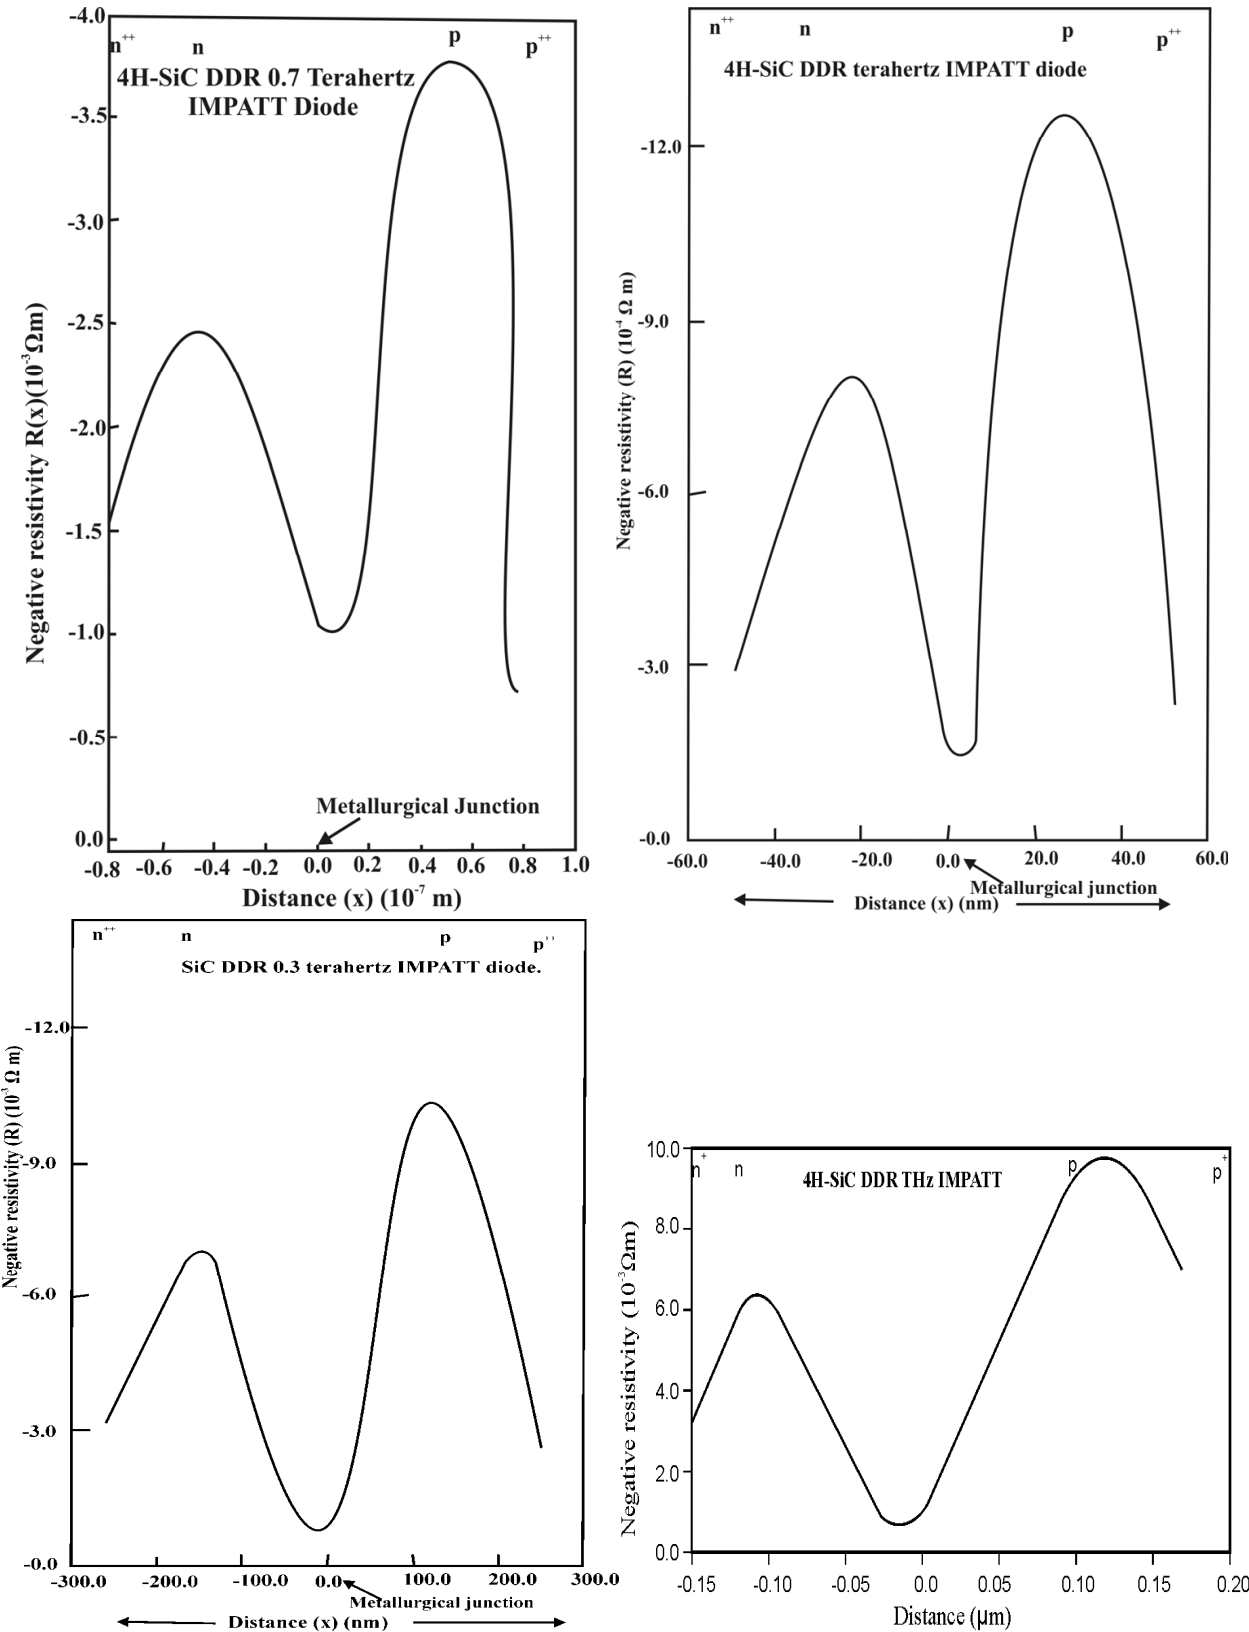 -4.0
n++ n p p++
4H-SiC DDR 0.7 Terahertz
IMPATT Diode
-3.5
-3.0
-2.5
-2.0
-1.5
-1.0
-0.5
0.0
Negative resistivity R(x)(10-3Ωm)
Metallurgical Junction
-0.8 -0.6 -0.4 -0.2 0.0 0.2 0.4 0.6 0.8 1.0
Distance (x) (10-7 m)
n++ n p p++
4H-SiC DDR terahertz IMPATT diode
-12.0
-9.0
-6.0
-3.0
-0.0
Negative resistivity (R) (10-4 Ω m)
-60.0 -40.0 -20.0 0.0 20.0 40.0 60.0
Metallurgical junction
Distance (x) (nm)
n++ n p p++
SiC DDR 0.3 terahertz IMPATT diode.
-12.0
-9.0
-6.0
-3.0
-0.0
Negative resistivity (R) (10-3 Ω m)
-300.0 -200.0 -100.0 0.0 100.0 200.0 300.0
Metallurgical junction
Distance (x) (nm)
10.0
n+ n p p+
4H-SiC DDR THz IMPATT
8.0
6.0
4.0
2.0
0.0
Negative resistivity (10-3Ωm)
-0.15 -0.10 -0.05 0.0 0.05 0.10 0.15 0.20
Distance (μm)